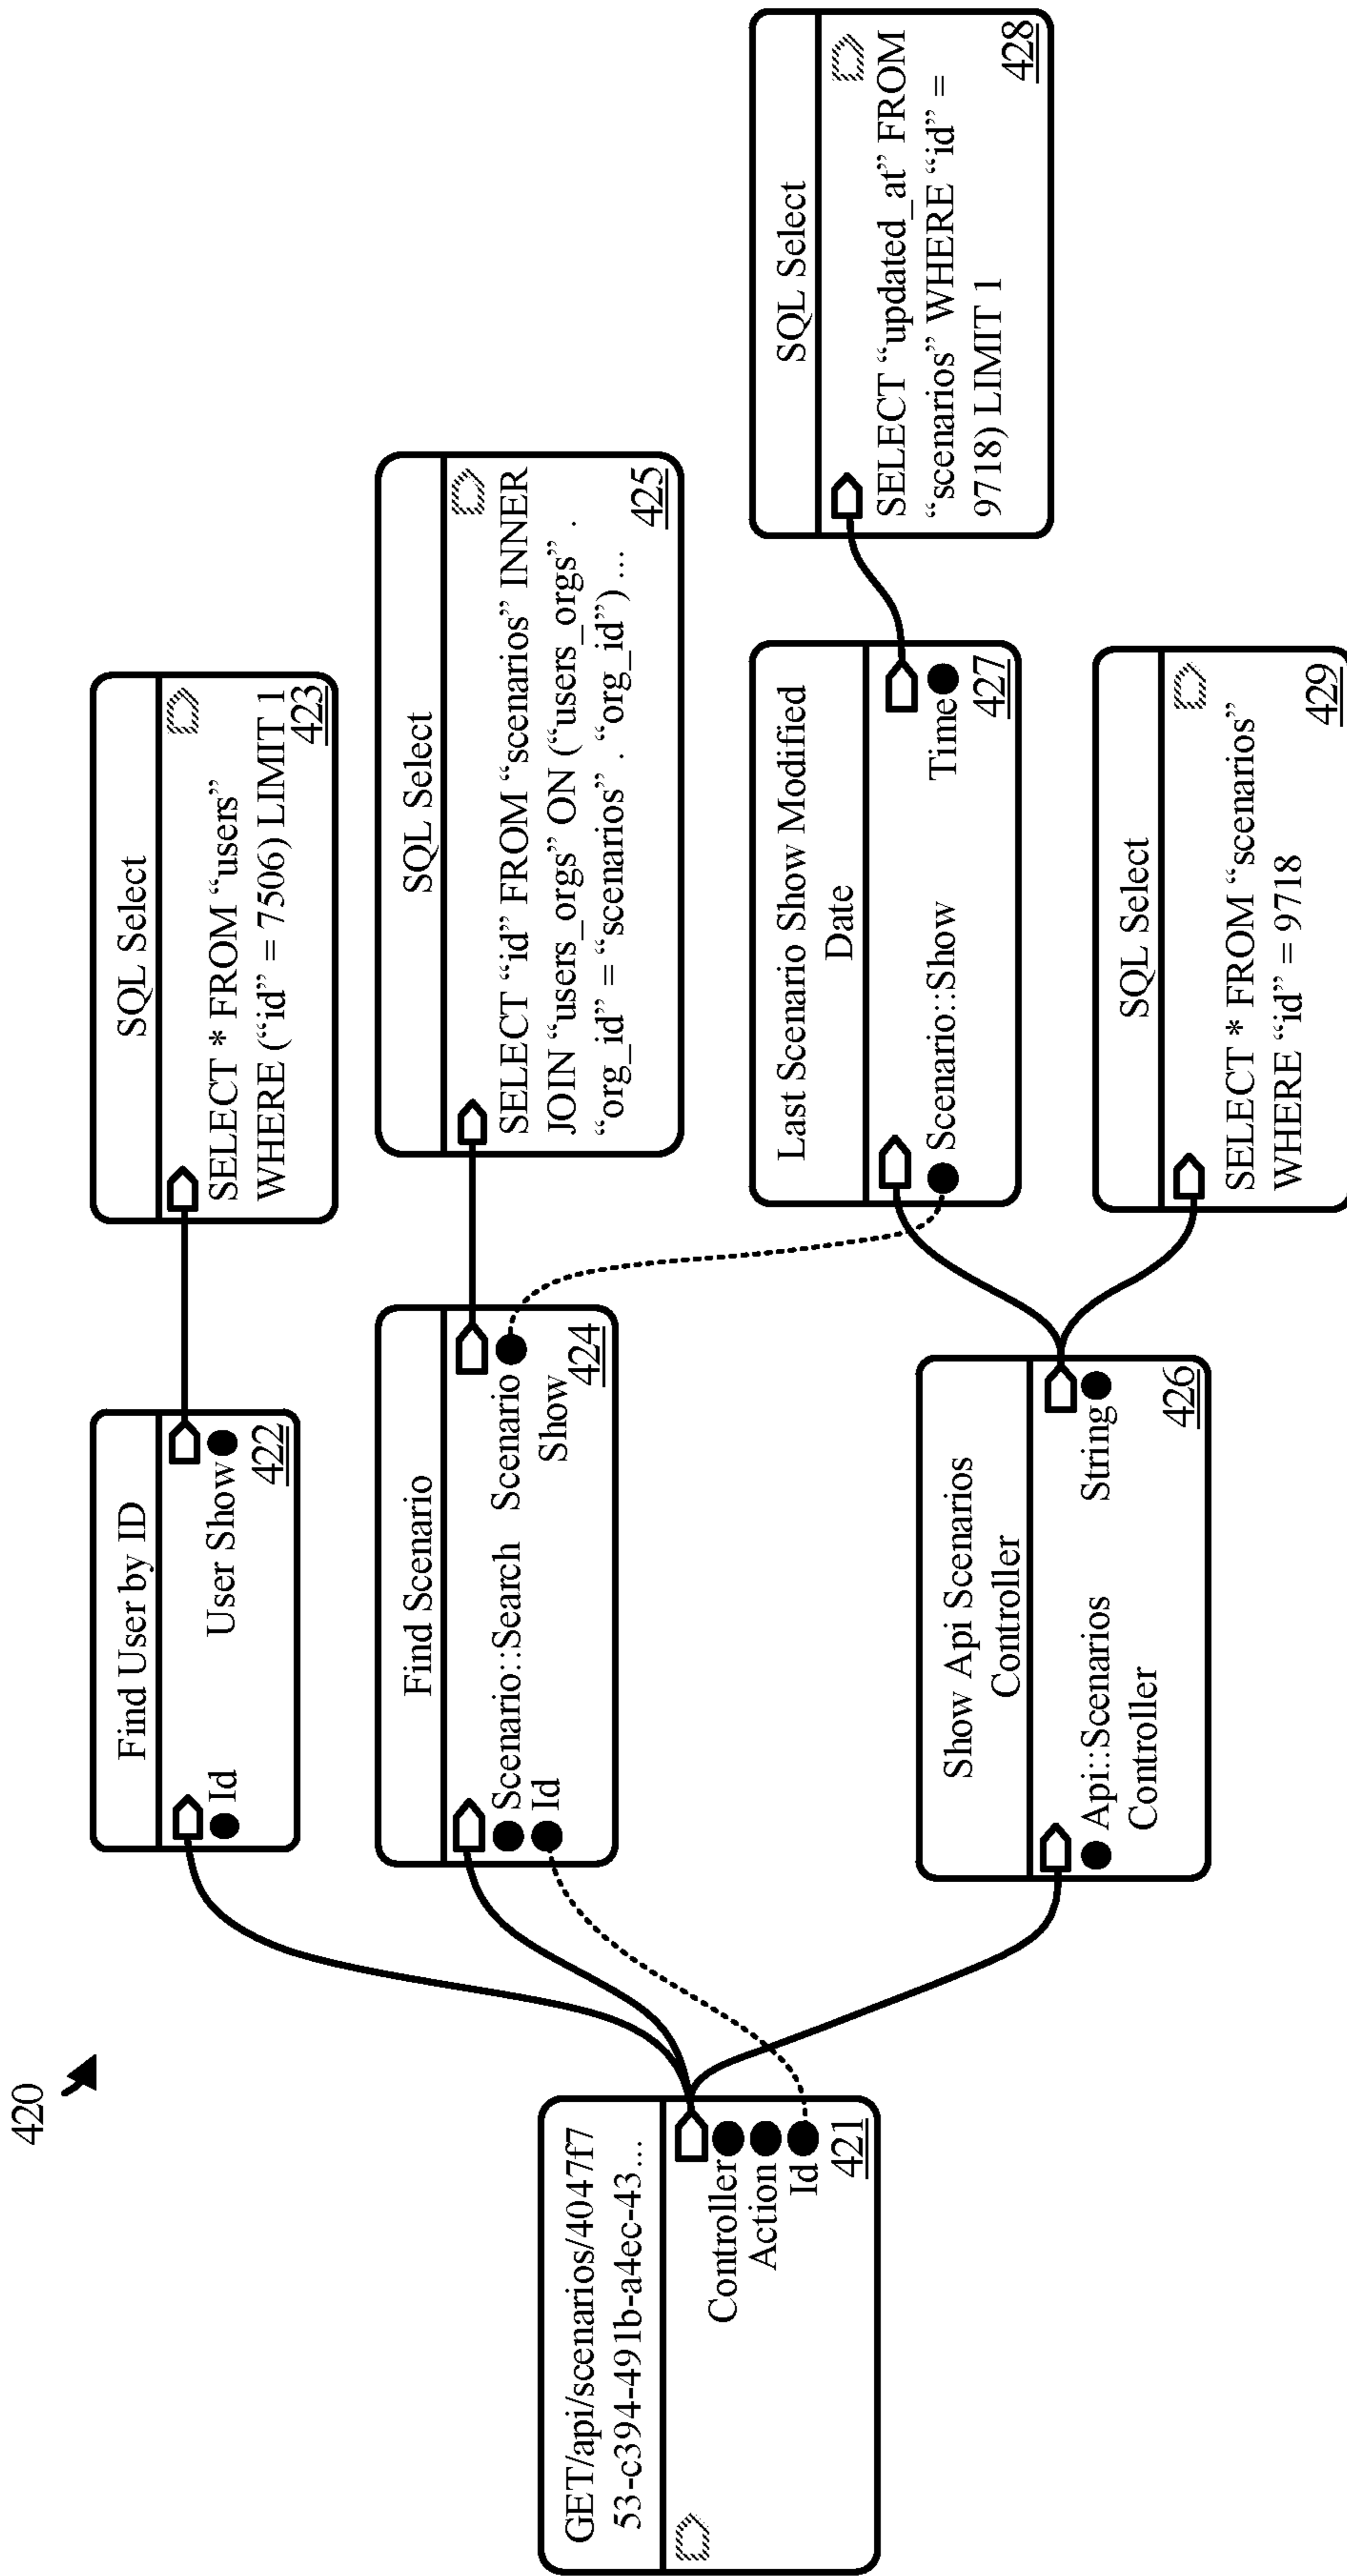 420
GET/api/scenarios/4047f7
53-c394-491b-a4ec-43...
Controller
Action
Id
421
Find User by ID
Id
User Show
422
SQL Select
SELECT * FROM “users”
WHERE (“id” = 7506) LIMIT 1
423
Find Scenario
Scenario::Search
Scenario
Id
Show
424
SQL Select
SELECT “id” FROM “scenarios” INNER
JOIN “users_orgs” ON (“users_orgs” .
“org_id” = “scenarios” . “org_id”) ...
425
Show Api Scenarios
Controller
Api::Scenarios
Controller
String
426
Last Scenario Show Modified
Date
Scenario::Show
Time
427
SQL Select
SELECT “updated_at” FROM
“scenarios” WHERE “id” =
9718) LIMIT 1
428
SQL Select
SELECT * FROM “scenarios”
WHERE “id” = 9718
429